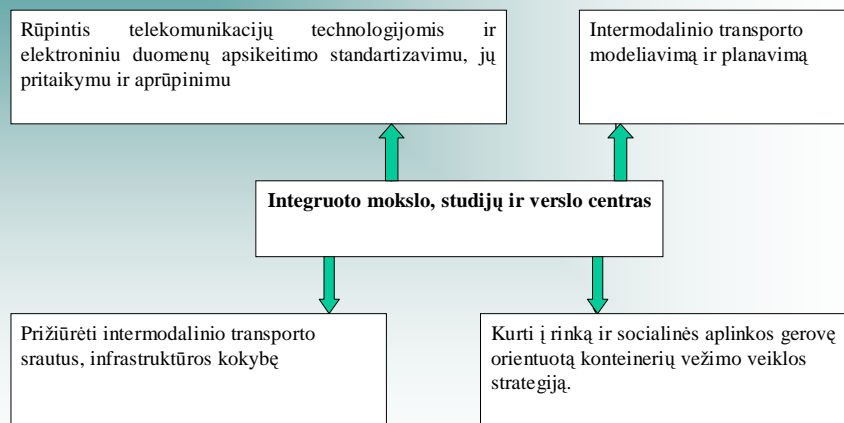 Rūpintis telekomunikacijų technologijomis ir
elektroniniu duomenų apsikeitimo standartizavimu, jų
pritaikymu ir aprūpinimu
Intermodalinio transporto
modeliavimą ir planavimą
Integruoto mokslo, studijų ir verslo centras
Prižiūrėti intermodalinio transporto
srautus, infrastruktūros kokybę
Kurti į rinką ir socialinės aplinkos gerovę
orientuotą konteinerių vežimo veiklos
strategiją.